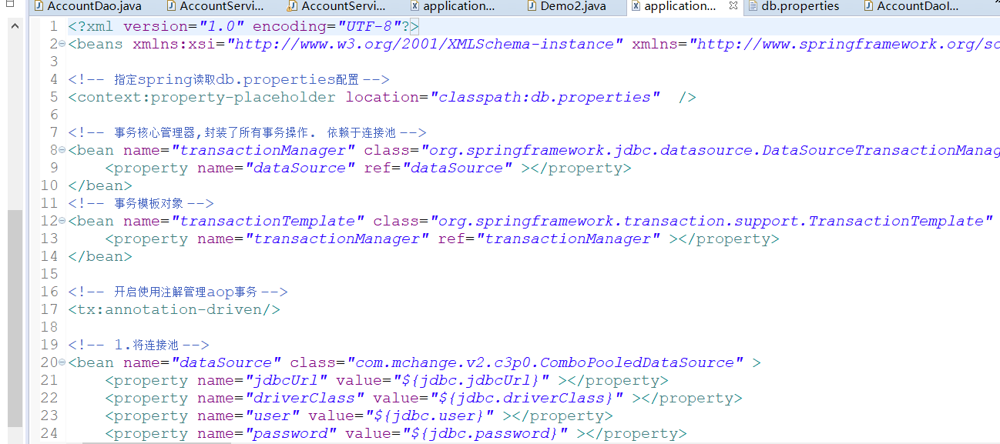 AccountDao.java AccountServi... AccountServi... application... Demo2.java application... db.properties AccountDaoI...
1 <?xml version="1.0" encoding="UTF-8"?>
2 <beans xmlns:xsi="http://www.w3.org/2001/XMLSchema-instance" xmlns="http://www.springframework.org/sc
3
4 <!-- 指定spring读取db.properties配置 -->
5 <context:property-placeholder location="classpath:db.properties"  />
6
7 <!-- 事务核心管理器,封装了所有事务操作. 依赖于连接池 -->
8 <bean name="transactionManager" class="org.springframework.jdbc.datasource.DataSourceTransactionManag
9     <property name="dataSource" ref="dataSource" ></property>
10 </bean>
11 <!-- 事务模板对象 -->
12 <bean name="transactionTemplate" class="org.springframework.transaction.support.TransactionTemplate"
13     <property name="transactionManager" ref="transactionManager" ></property>
14 </bean>
15
16 <!-- 开启使用注解管理aop事务 -->
17 <tx:annotation-driven/>
18
19 <!-- 1.将连接池 -->
20 <bean name="dataSource" class="com.mchange.v2.c3p0.ComboPooledDataSource" >
21     <property name="jdbcUrl" value="${jdbc.jdbcUrl}" ></property>
22     <property name="driverClass" value="${jdbc.driverClass}" ></property>
23     <property name="user" value="${jdbc.user}" ></property>
24     <property name="password" value="${jdbc.password}" ></property>